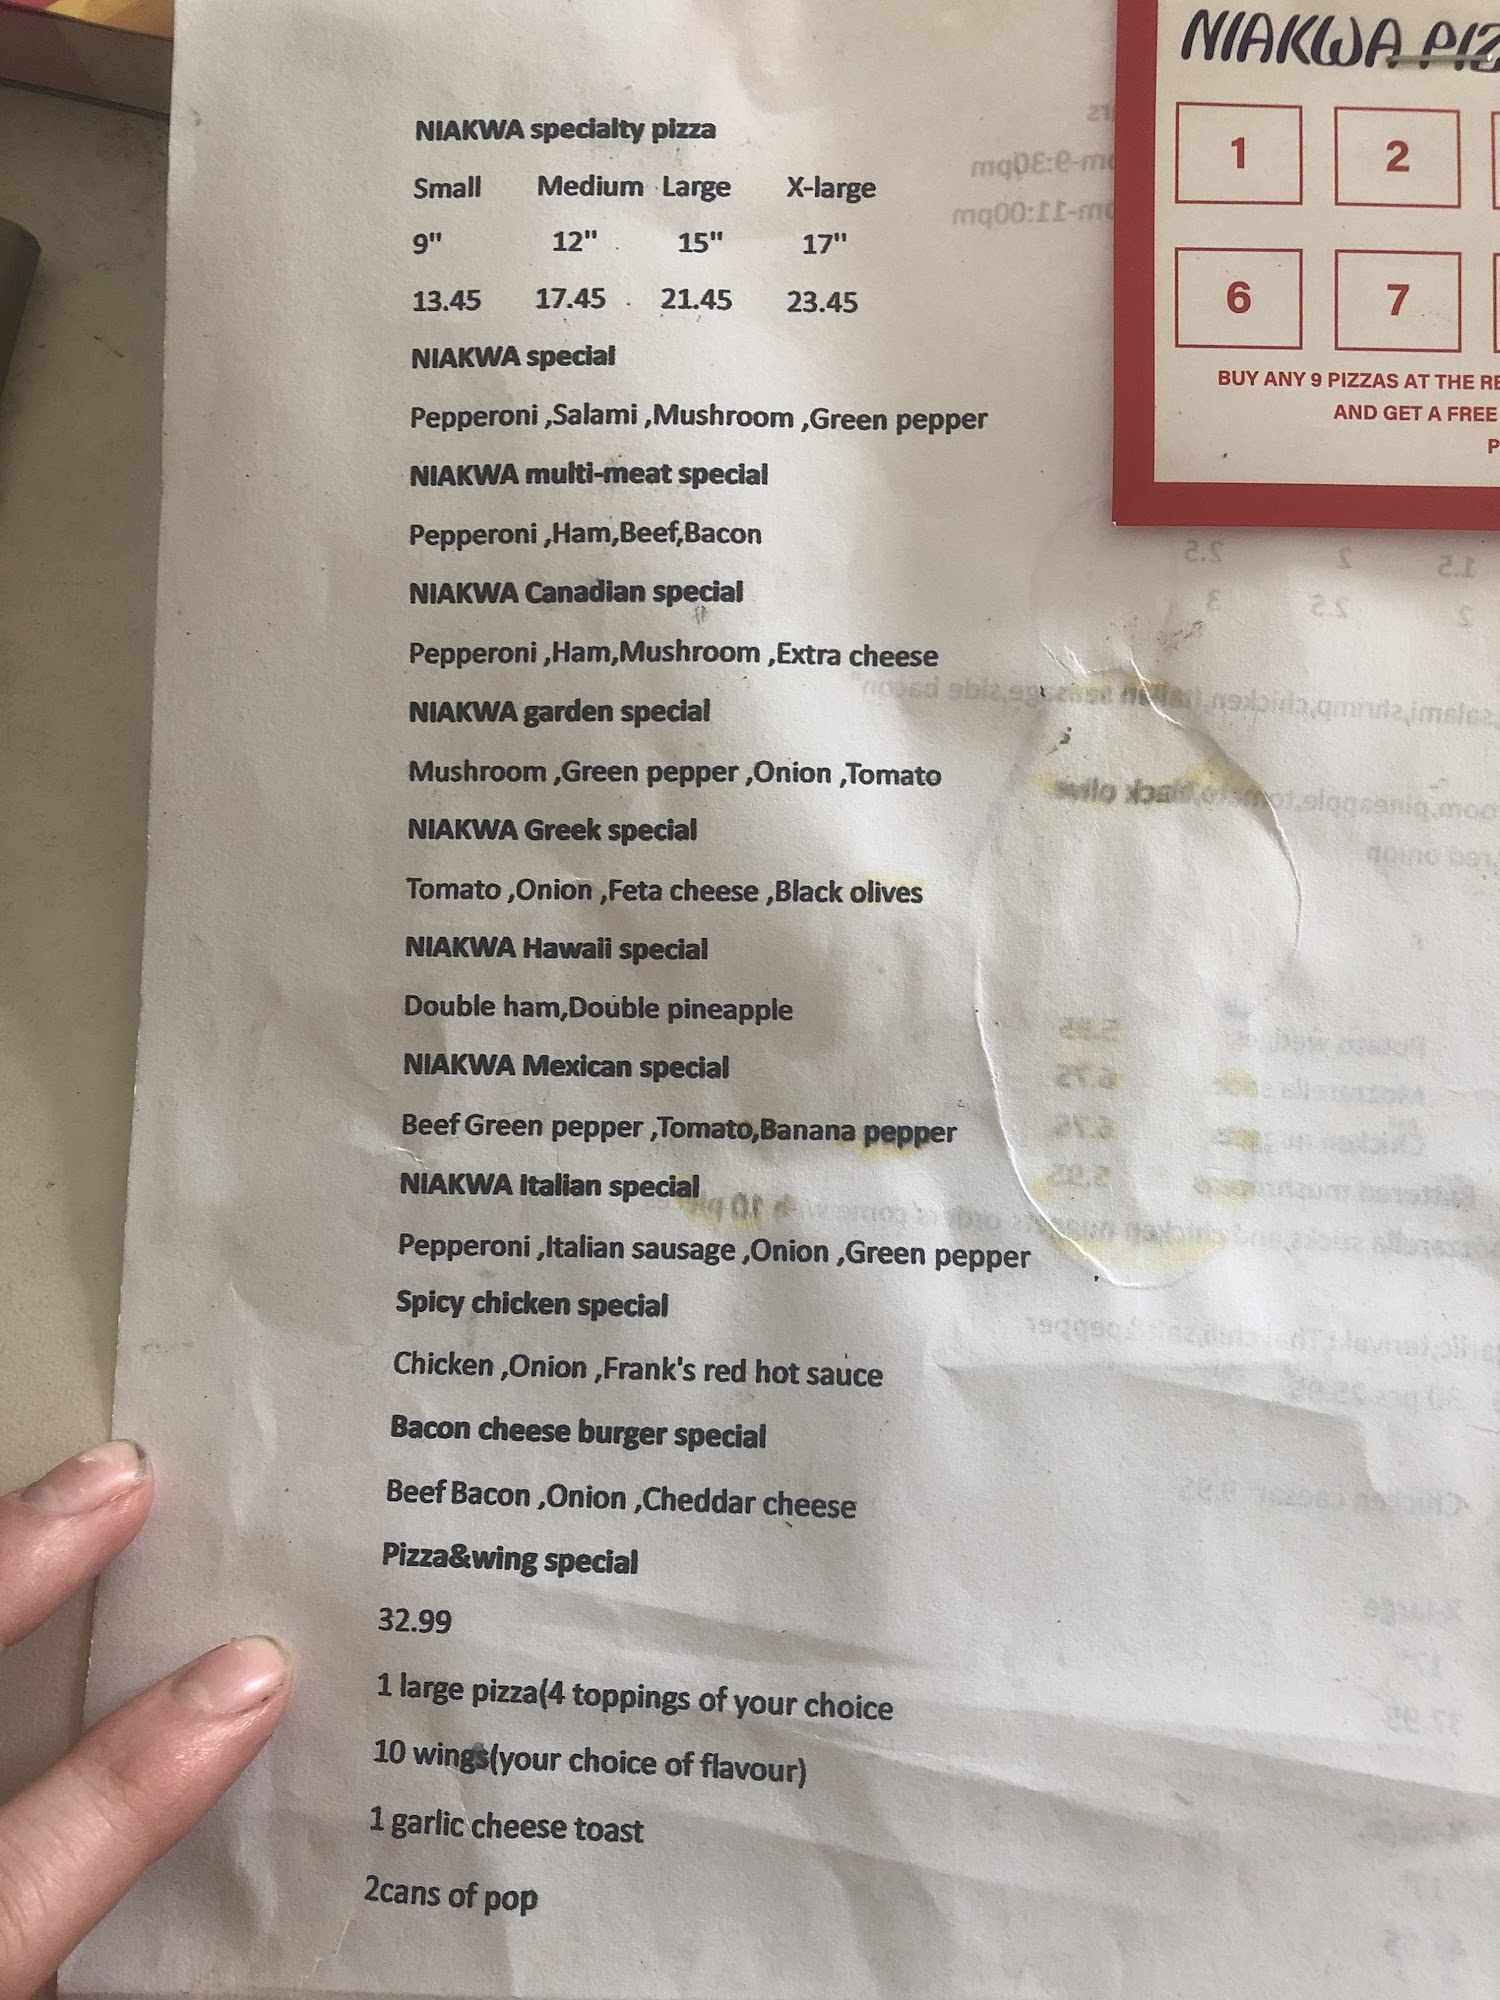 NIAKWA specialty pizza
Small Medium Large X-large
9" 12" 15" 17"
13.45 17.45 21.45 23.45
NIAKWA special
Pepperoni ,Salami ,Mushroom ,Green pepper
NIAKWA multi-meat special
Pepperoni ,Ham,Beef,Bacon
NIAKWA Canadian special
Pepperoni ,Ham,Mushroom ,Extra cheese
NIAKWA garden special
Mushroom ,Green pepper ,Onion ,Tomato
NIAKWA Greek special
Tomato ,Onion ,Feta cheese ,Black olives
NIAKWA Hawaii special
Double ham,Double pineapple
NIAKWA Mexican special
Beef Green pepper ,Tomato,Banana pepper
NIAKWA Italian special
Pepperoni ,Italian sausage ,Onion ,Green pepper
Spicy chicken special
Chicken ,Onion ,Frank's red hot sauce
Bacon cheese burger special
Beef Bacon ,Onion ,Cheddar cheese
Pizza&wing special
32.99
1 large pizza(4 toppings of your choice
10 wings(your choice of flavour)
1 garlic cheese toast
2cans of pop
NIAKWA
1 2
6 7
BUY ANY 9 PIZZAS AT THE
AND GET A FREE